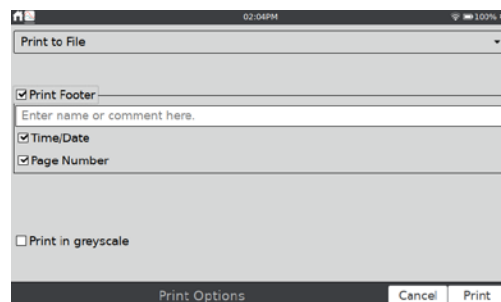 02:04PM 100%
Print to File
Print Footer
Enter name or comment here.
Time/Date
Page Number
Print in greyscale
Print Options Cancel Print